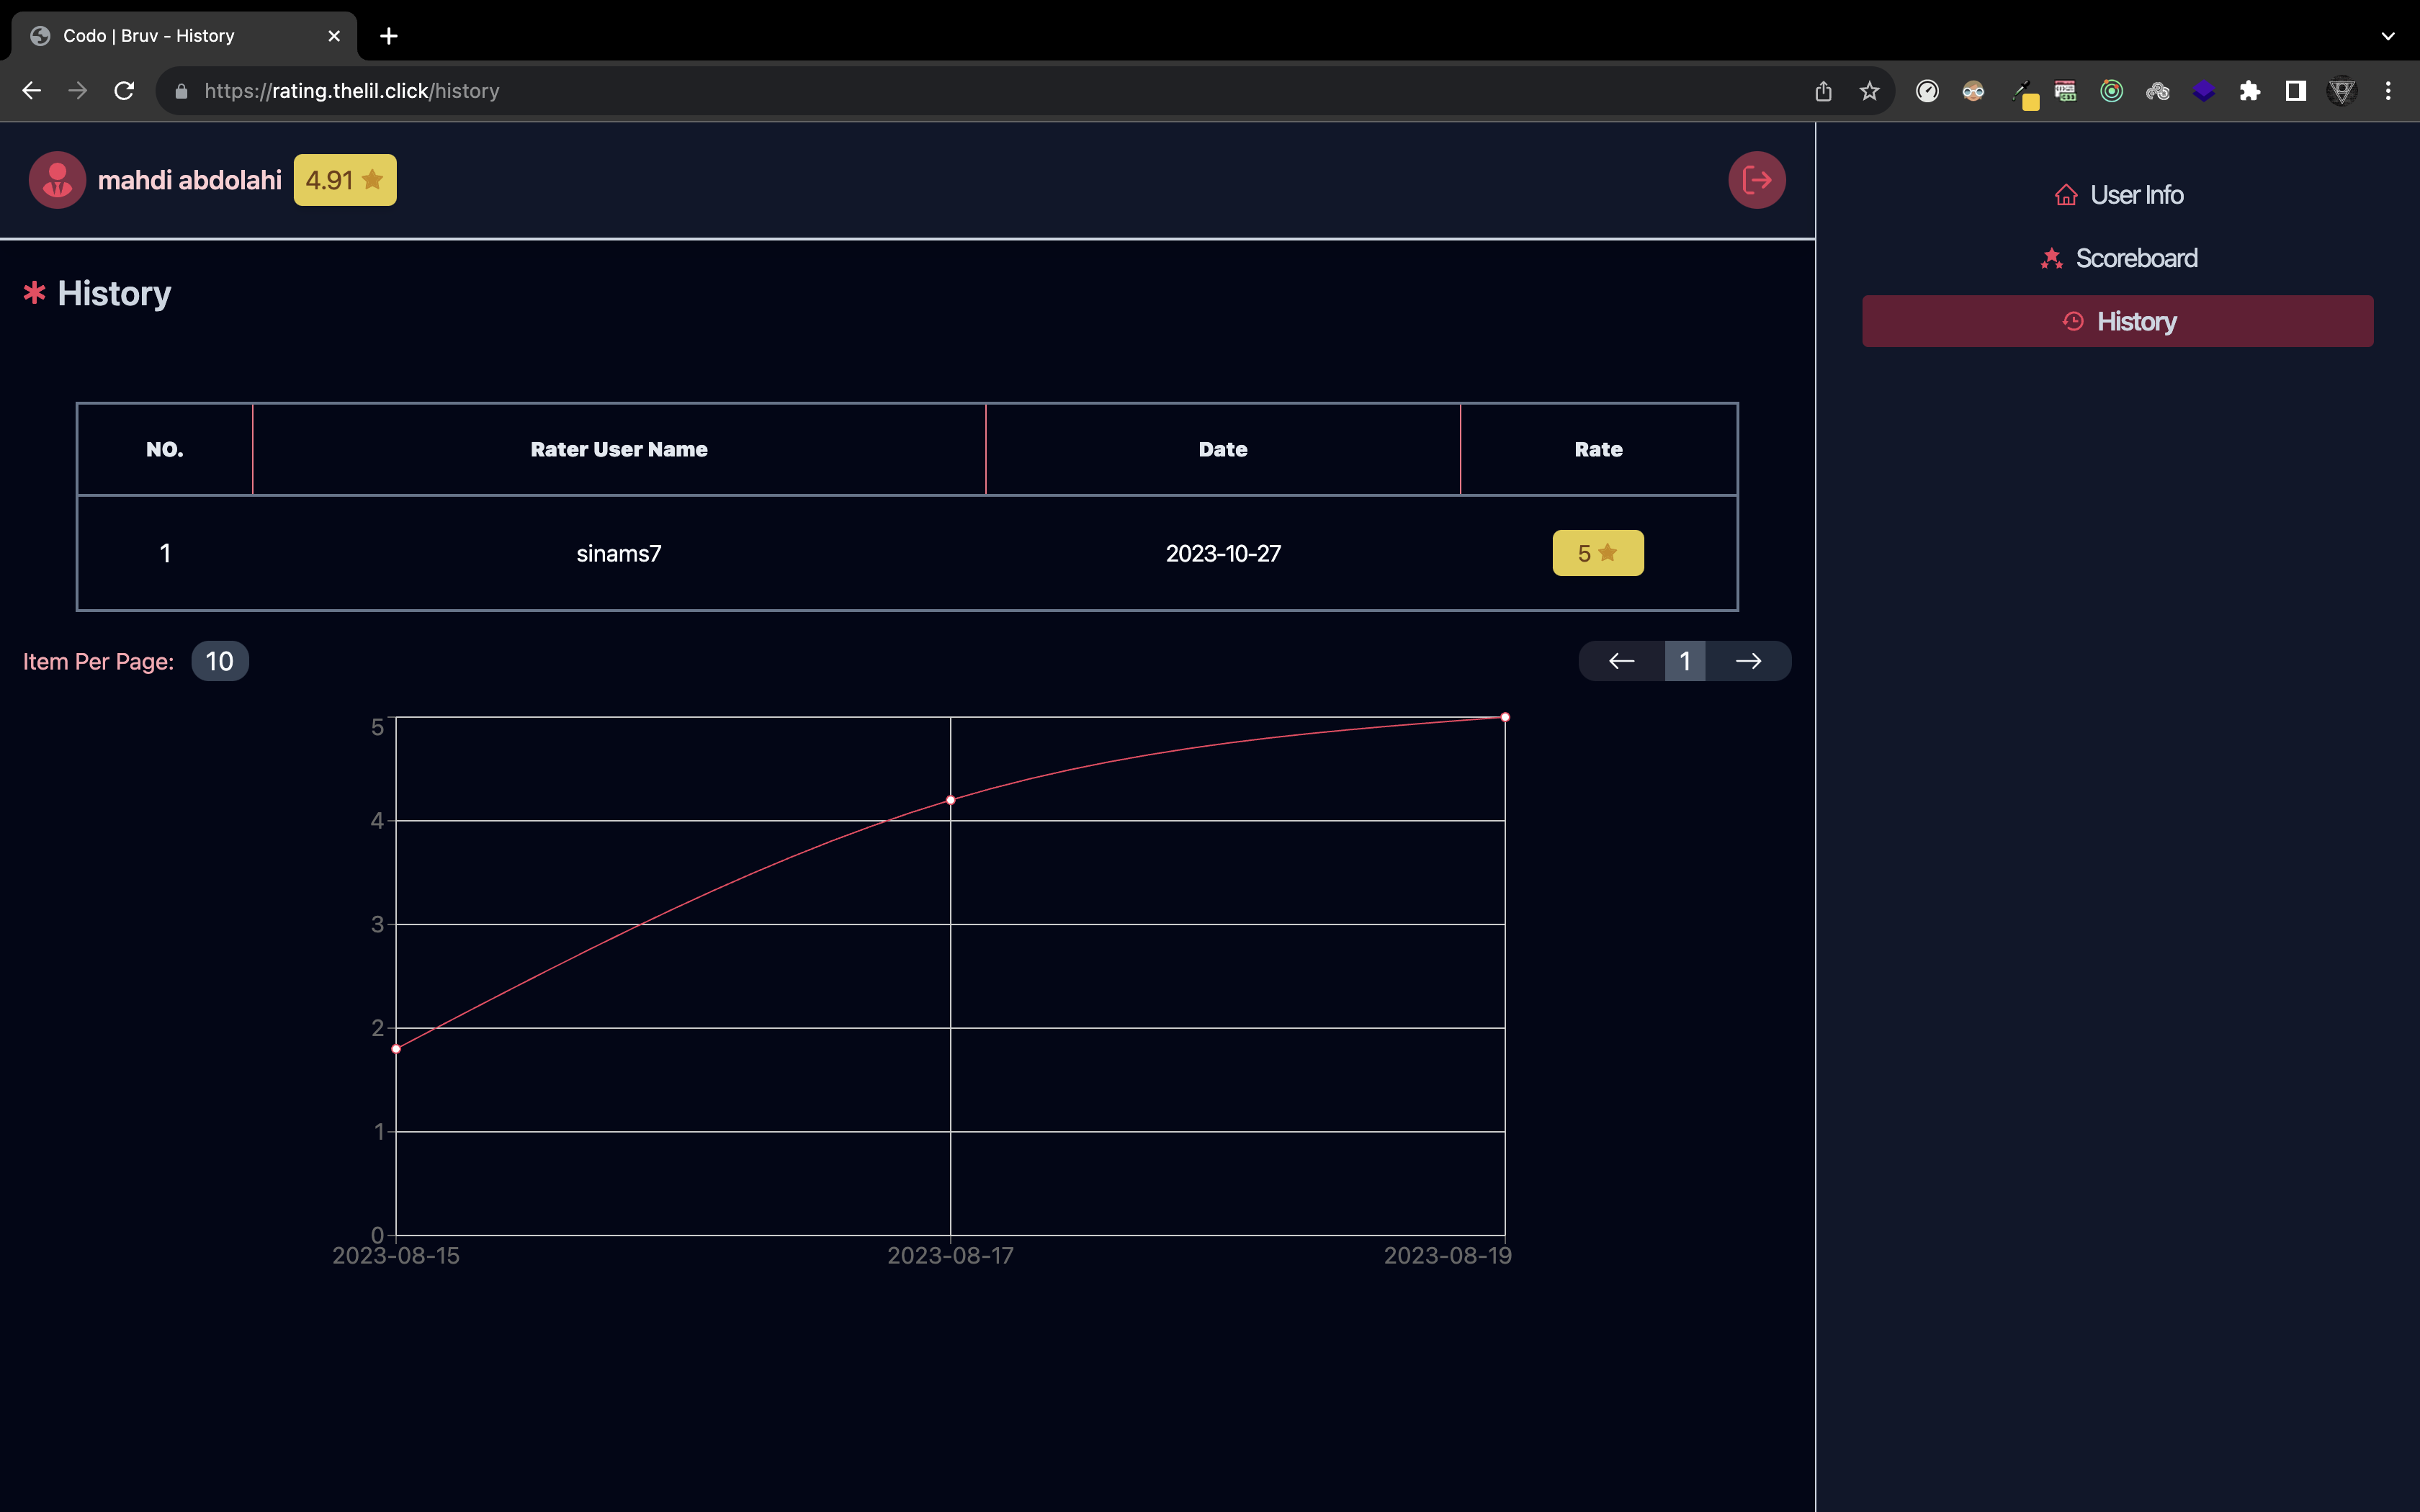 Codo | Bruv - History
https://rating.thelil.click/history
mahdi abdolahi 4.91
User Info
Scoreboard
History
* History
NO. Rater User Name Date Rate
1 sinams7 2023-10-27 5
Item Per Page: 10
1
5
4
3
2
1
0
2023-08-15 2023-08-17 2023-08-19